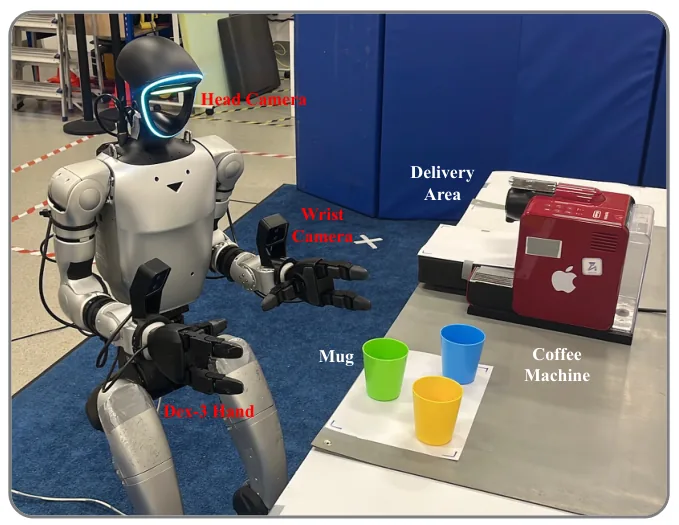 Head Camera
Delivery
Area
Wrist
Camera
Mug
Coffee
Machine
Dex-3 Hand